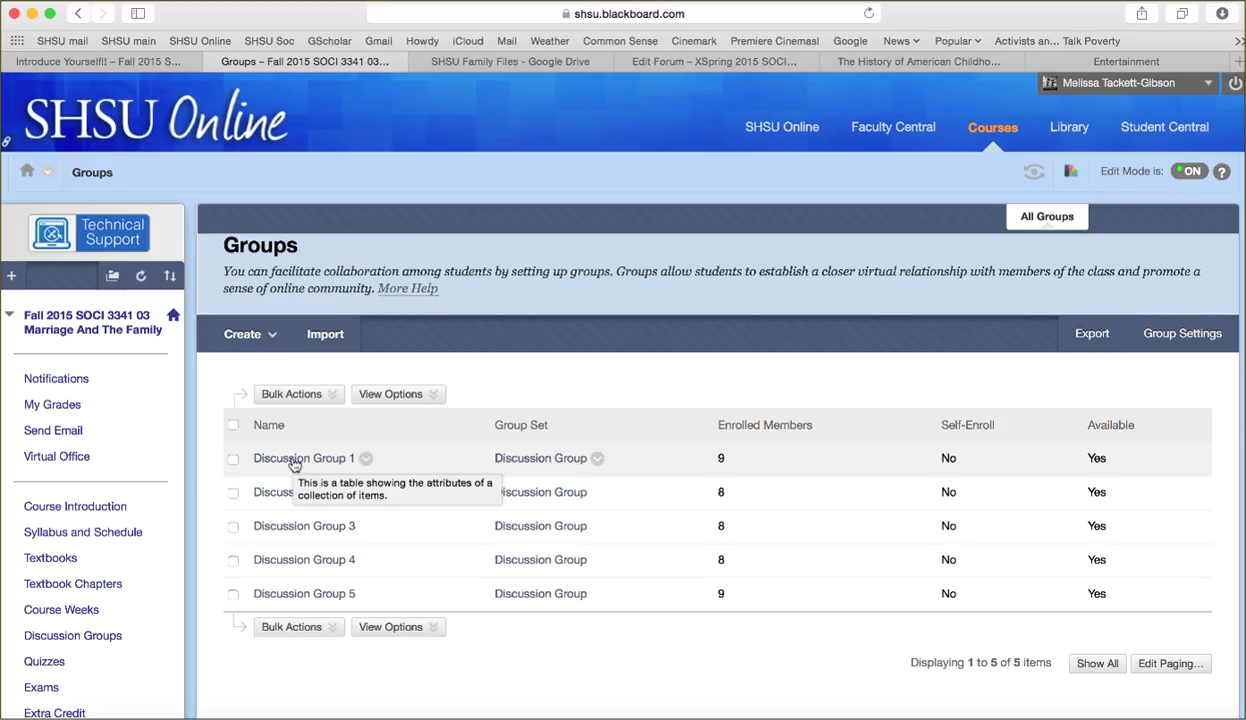 shsu.blackboard.com
SHSU mail SHSU main SHSU Online SHSU Soc GScholar Gmail Howdy iCloud Mail Weather Common Sense Cinemark Premiere Cinemasl Google News Popular Activists an... Talk Poverty
Introduce Yourself!! – Fall 2015 S... Groups – Fall 2015 SOCI 3341 03... SHSU Family Files - Google Drive Edit Forum – XSpring 2015 SOCI... The History of American Childho... Entertainment
Melissa Tackett-Gibson
SHSU Online
SHSU Online Faculty Central Courses Library Student Central
Groups
Edit Mode is: ON ?
Technical
Support
All Groups
Groups
You can facilitate collaboration among students by setting up groups. Groups allow students to establish a closer virtual relationship with members of the class and promote a
sense of online community. More Help
Create Import Export Group Settings
Fall 2015 SOCI 3341 03
Marriage And The Family
Notifications
My Grades
Send Email
Virtual Office
Course Introduction
Syllabus and Schedule
Textbooks
Textbook Chapters
Course Weeks
Discussion Groups
Quizzes
Exams
Extra Credit
Bulk Actions View Options
Name Group Set Enrolled Members Self-Enroll Available
Discussion Group 1 Discussion Group 9 No Yes
This is a table showing the attributes of a
collection of items.
Discussion Group 8 No Yes
Discussion Group 3 Discussion Group 8 No Yes
Discussion Group 4 Discussion Group 8 No Yes
Discussion Group 5 Discussion Group 9 No Yes
Bulk Actions View Options
Displaying 1 to 5 of 5 items Show All Edit Paging...